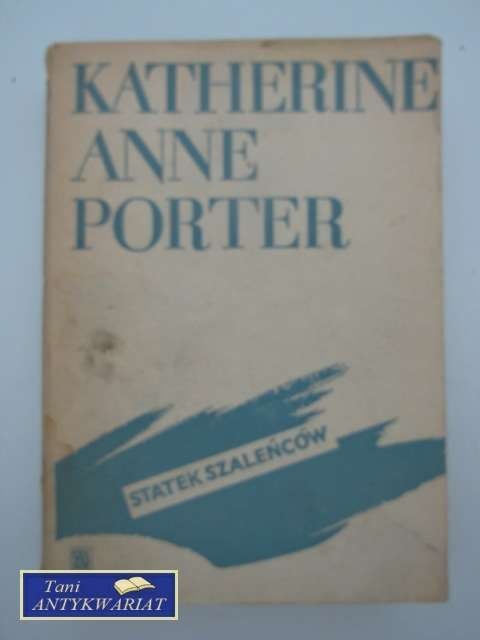 KATHERINE
ANNE
PORTER
STATEK SZALEŃCÓW
Tani
ANTYKWARIAT